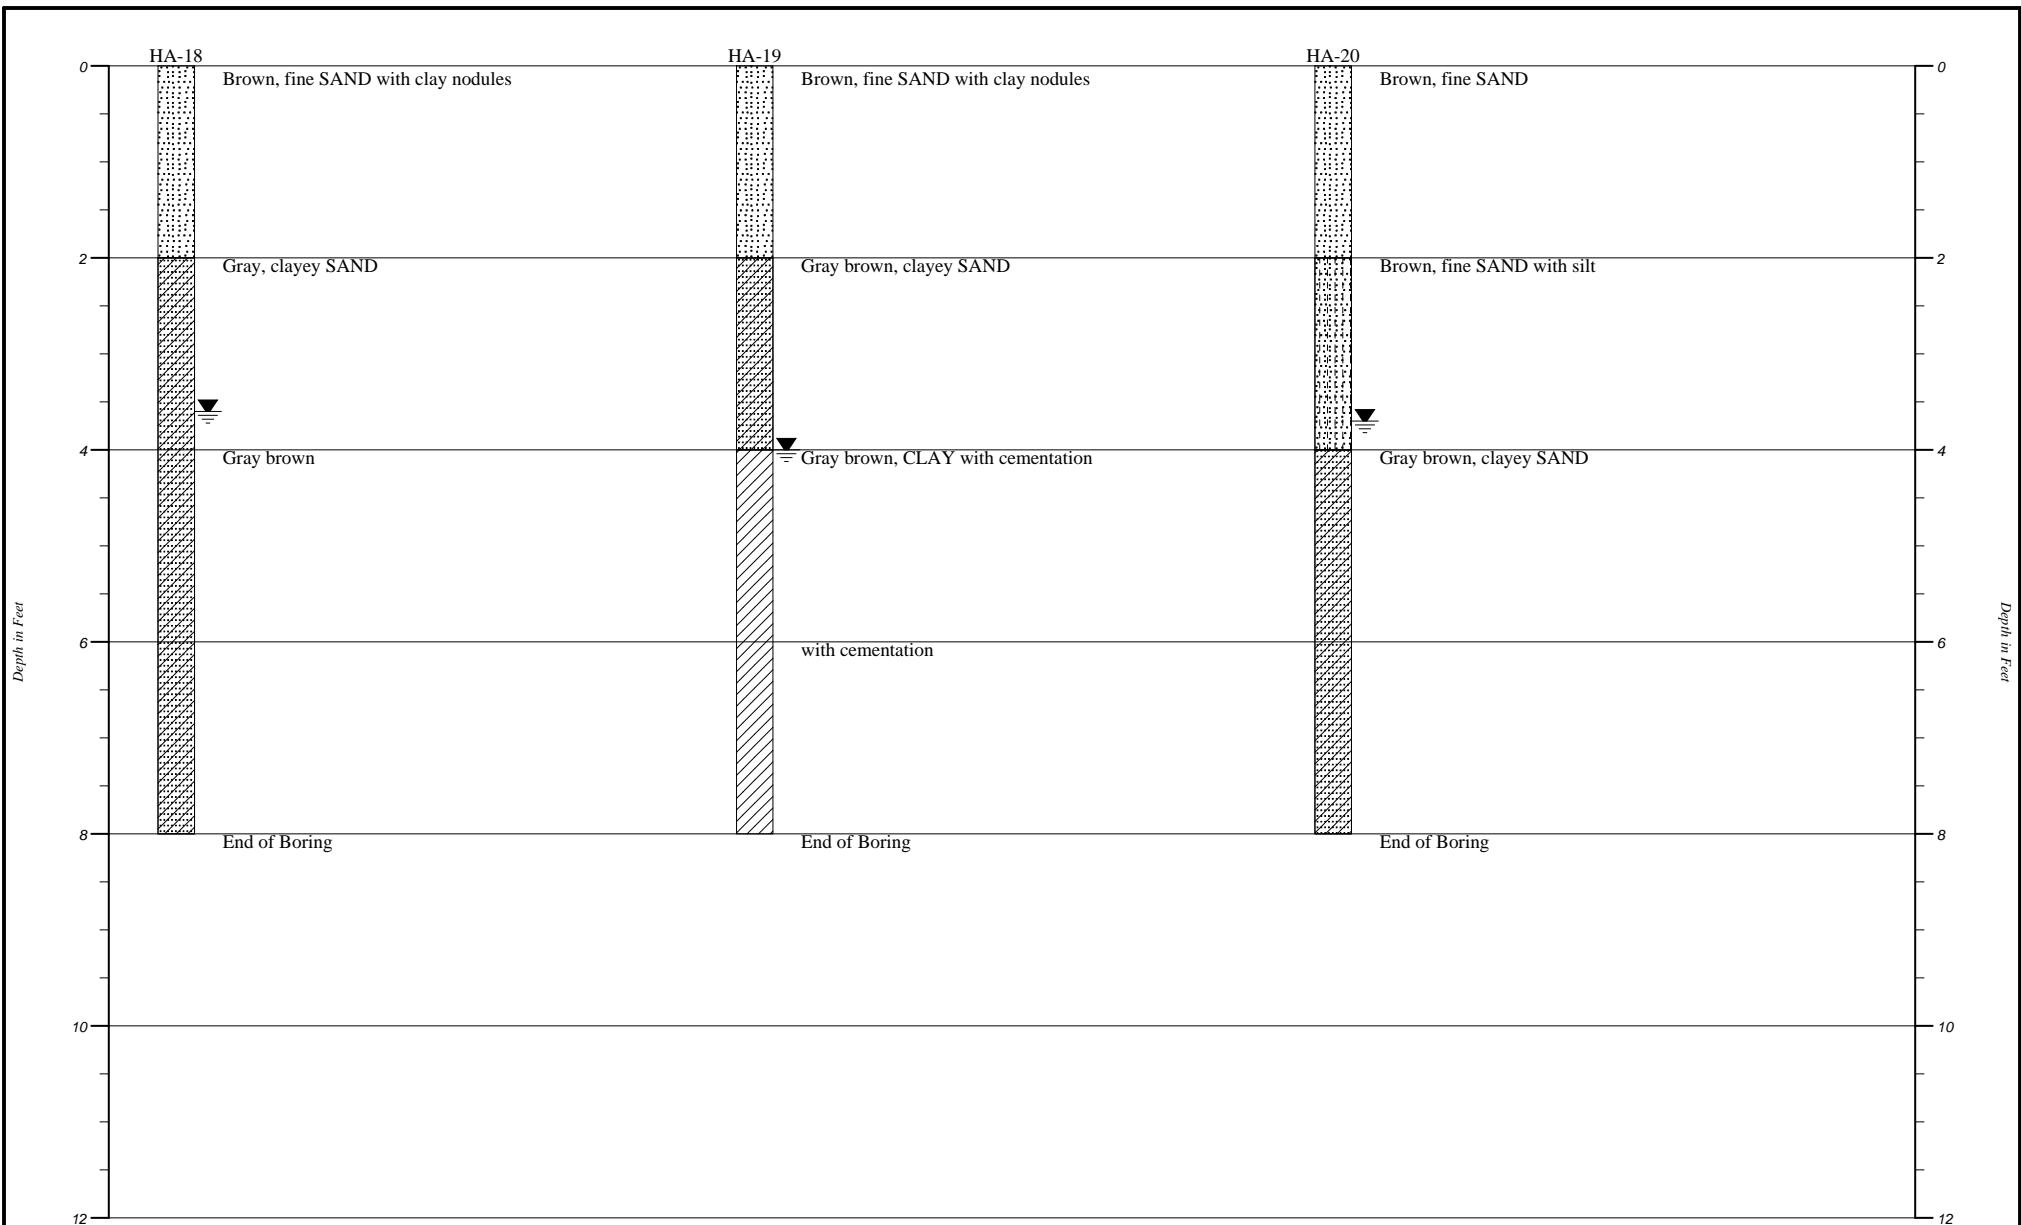 HA-18 HA-19 HA-20
0 0
Brown, fine SAND with clay nodules Brown, fine SAND with clay nodules Brown, fine SAND
2 2
Gray, clayey SAND Gray brown, clayey SAND Brown, fine SAND with silt
4 4
Gray brown Gray brown, CLAY with cementation Gray brown, clayey SAND
Depth in Feet Depth in Feet
6 6
with cementation
8 8
End of Boring End of Boring End of Boring
10 10
12 12